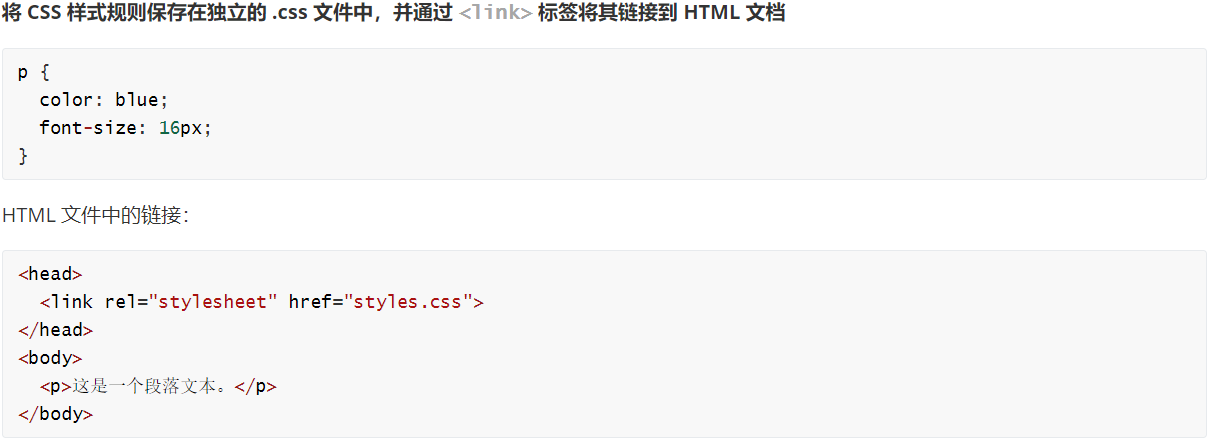 将 CSS 样式规则保存在独立的 .css 文件中，并通过 <link> 标签将其链接到 HTML 文档
p {
  color: blue;
  font-size: 16px;
}
HTML 文件中的链接：
<head>
  <link rel="stylesheet" href="styles.css">
</head>
<body>
  <p>这是一个段落文本。</p>
</body>